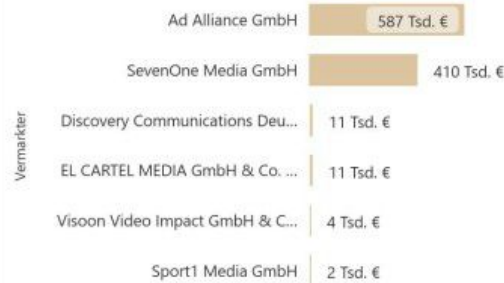 Vermarkter
Ad Alliance GmbH 587 Tsd. €
SevenOne Media GmbH 410 Tsd. €
Discovery Communications Deu... 11 Tsd. €
EL CARTEL MEDIA GmbH & Co. ... 11 Tsd. €
Visoon Video Impact GmbH & C... 4 Tsd. €
Sport1 Media GmbH 2 Tsd. €